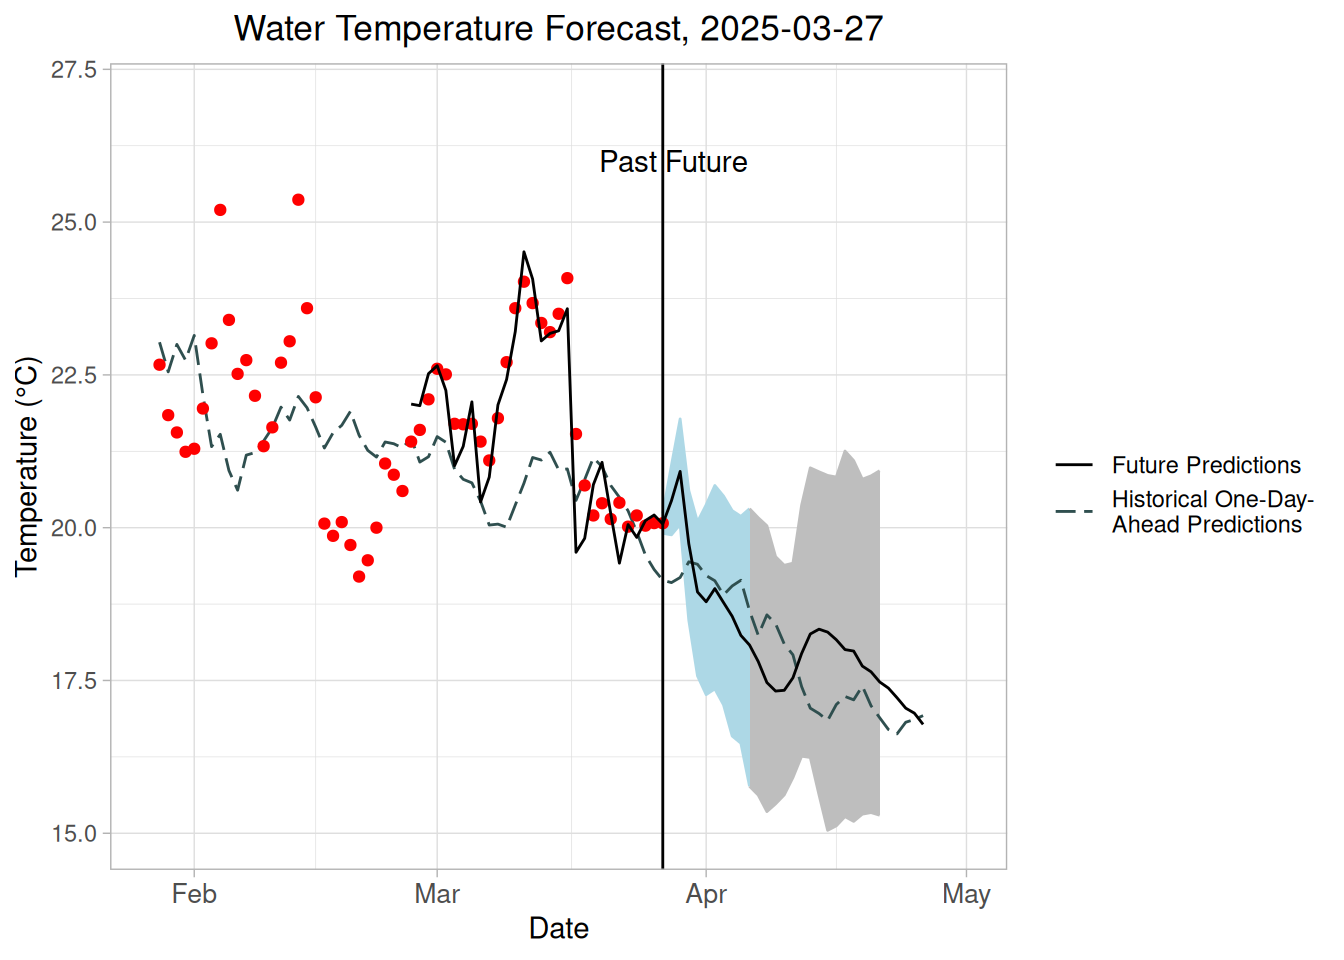 Water Temperature Forecast, 2025-03-27
27.5
25.0
22.5
20.0
17.5
15.0
Temperature (°C)
Past Future
Feb
Mar
Apr
May
Date
Future Predictions
Historical One-Day-
Ahead Predictions